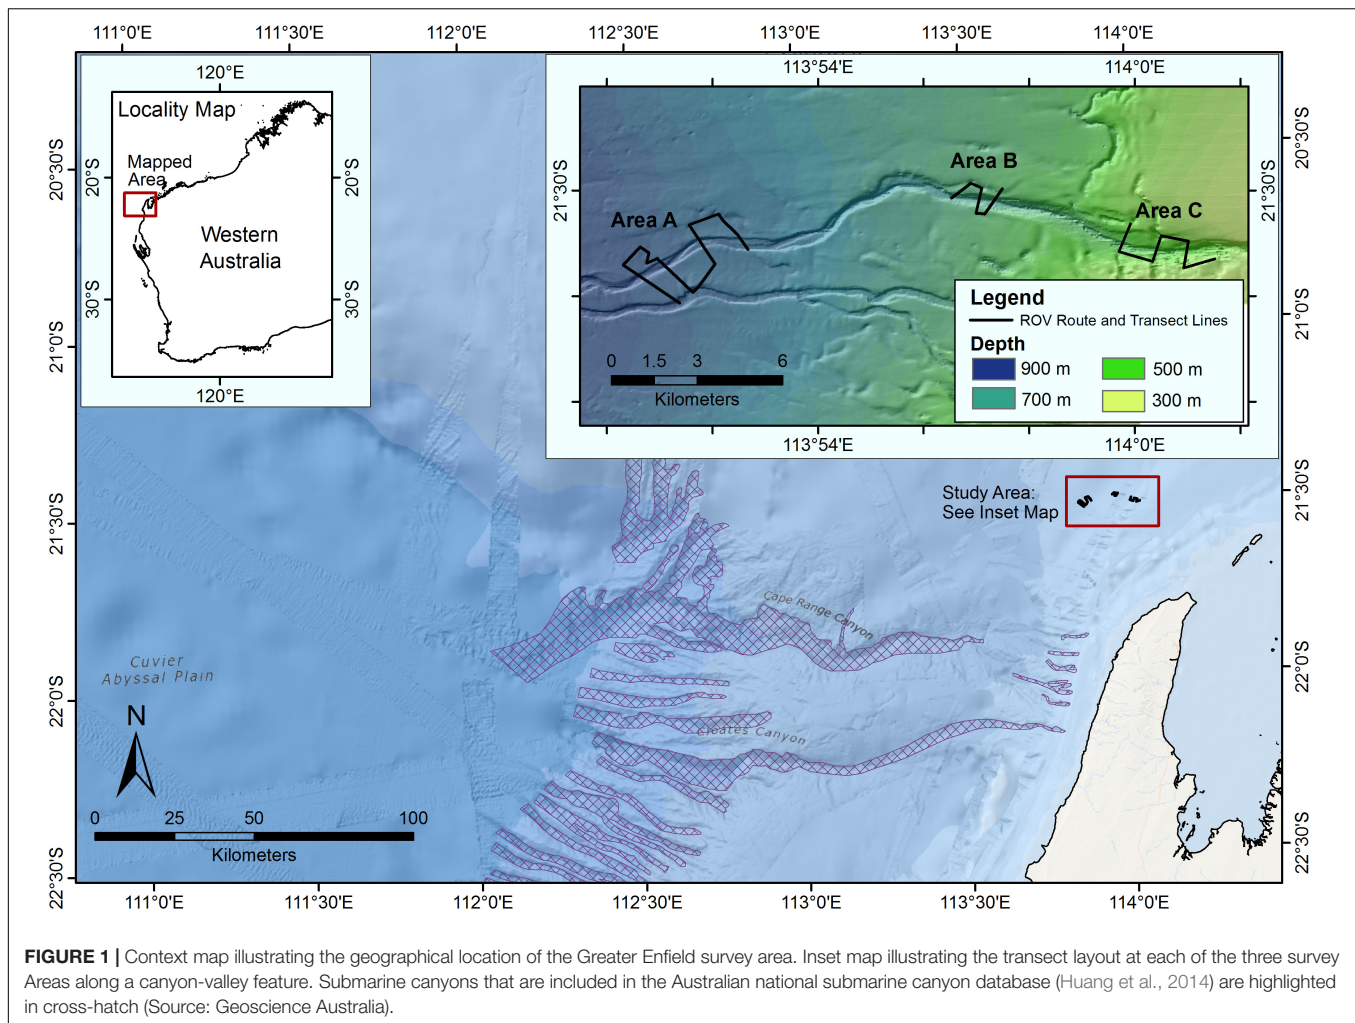 111°0'E 111°30'E 112°0'E 112°30'E 113°0'E 113°30'E 114°0'E
120°E
Locality Map
Mapped
Area
20°S
20°S
Western
Australia
30°S
30°S
120°E
113°54'E 114°0'E
21°30'S
21°30'S
Area A
Area B
Area C
0 1.5 3 6
Kilometers
Legend
ROV Route and Transect Lines
Depth
900 m
500 m
700 m
300 m
113°54'E 114°0'E
20°30'S
21°0'S
21°30'S
22°0'S
22°30'S
20°30'S
21°0'S
21°30'S
22°0'S
22°30'S
Study Area:
See Inset Map
Cape Range Canyon
Cloates Canyon
Cuvier
Abyssal Plain
N
0 25 50 100
Kilometers
111°0'E 111°30'E 112°0'E 112°30'E 113°0'E 113°30'E 114°0'E
FIGURE 1 | Context map illustrating the geographical location of the Greater Enfield survey area. Inset map illustrating the transect layout at each of the three survey
Areas along a canyon-valley feature. Submarine canyons that are included in the Australian national submarine canyon database (Huang et al., 2014) are highlighted
in cross-hatch (Source: Geoscience Australia).